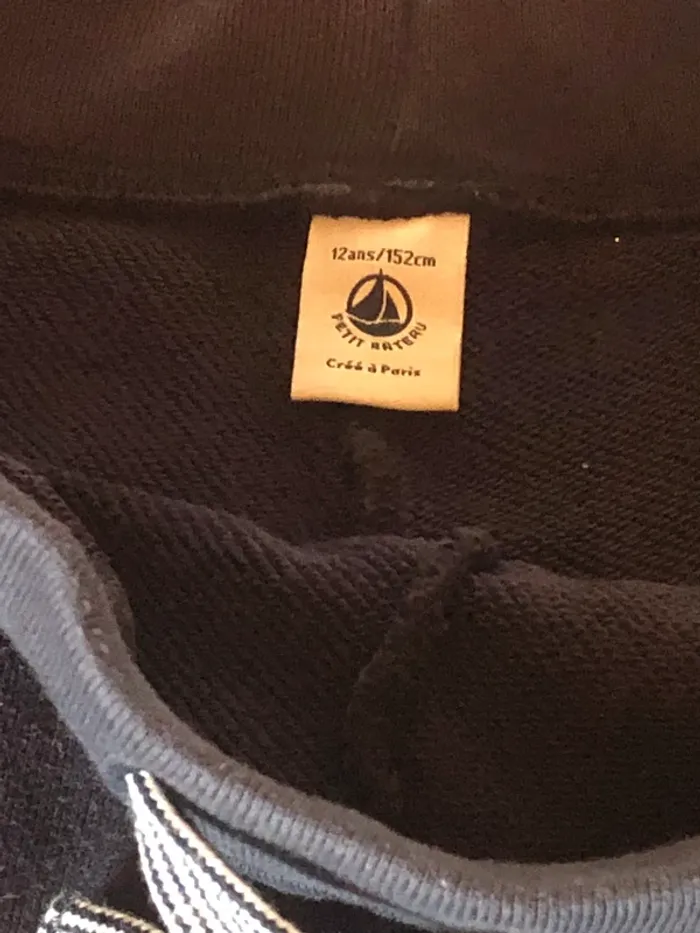 12ans/152cm
PETIT BATEAU
Créé à Paris